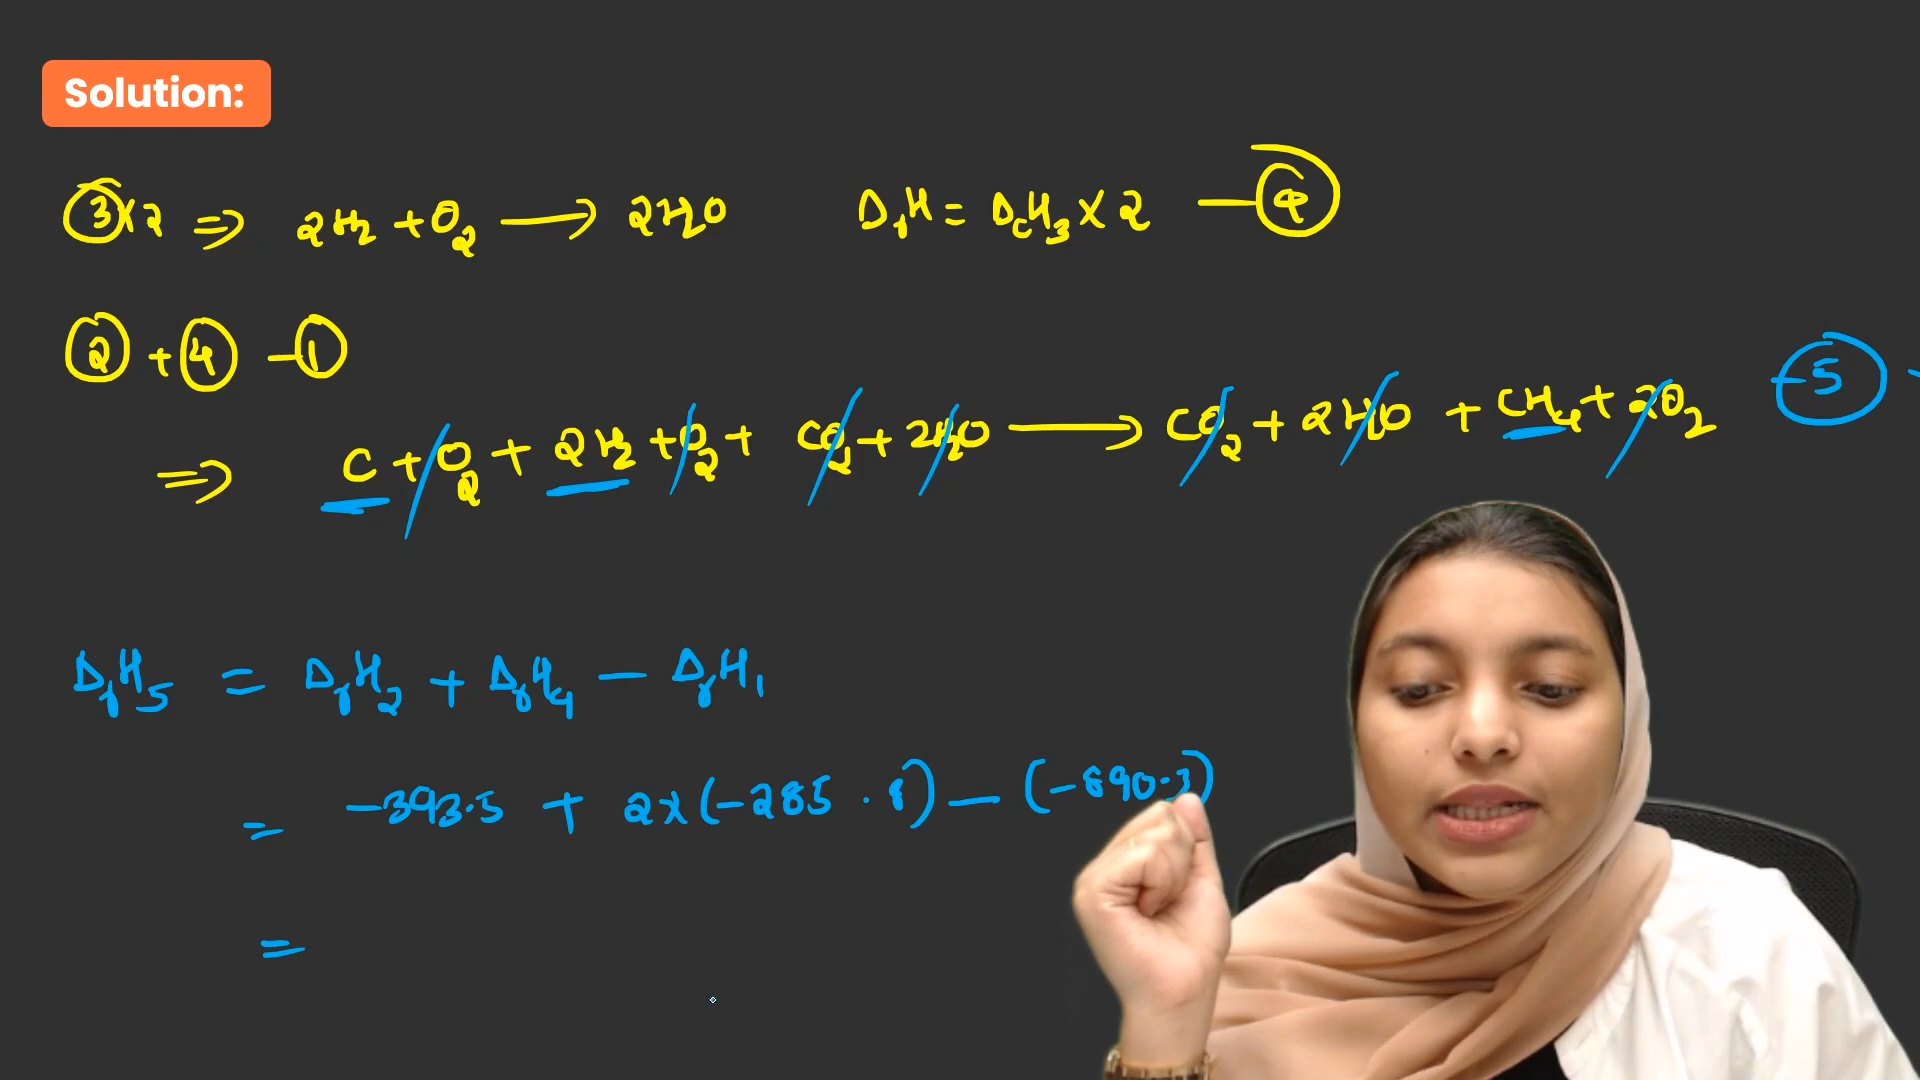 Solution:
③×2 ⇒ 2H₂ + O₂ ⟶ 2H₂O ΔᵣH = Δ꜀H₃ × 2 — ④
② + ④ - ①
⇒ C + O₂ + 2H₂ + O₂ + CO₂ + 2H₂O ⟶ CO₂ + 2H₂O + CH₄ + 2O₂ - ⑤
ΔᵣH₅ = ΔᵣH₂ + ΔᵣH₄ - ΔᵣH₁
= -393.5 + 2×(-285.8) - (-890.3)
=